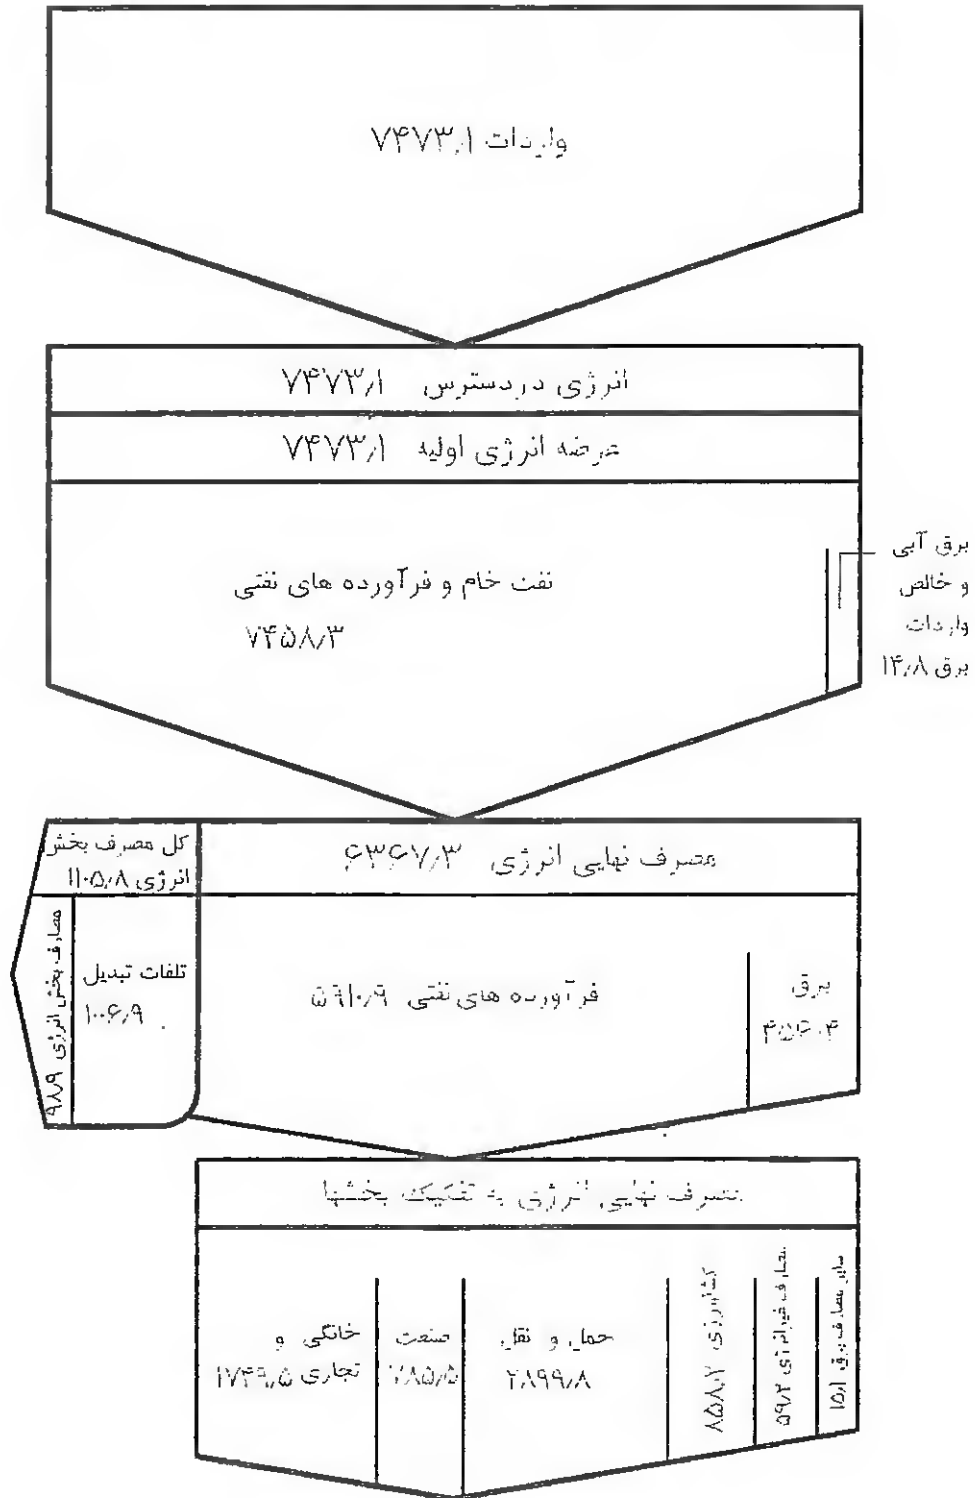 واردات ۷۴۷۳٫۱
انرژی در دسترس ۷۴۷۳٫۱
عرضه انرژی اولیه ۷۴۷۳٫۱
نفت خام و فرآورده های نفتی
۷۴۵۸٫۳
برق آبی
و خالص
واردات
برق ۱۴٫۸
کل مصرف بخش
انرژی ۱۱۰۵٫۸
مصرف نهایی انرژی ۶۳۶۷٫۳
مصارف بخش انرژی ۹۸٫۹
تلفات تبدیل
۱۰۰۶٫۹
فرآورده های نفتی ۵۹۱۰٫۹
برق
۴۵۶٫۴
مصرف نهایی انرژی به تفکیک بخشها
خانگی و
تجاری ۱۷۴۹٫۵
صنعت
۷۸۵٫۵
حمل و نقل
۲۸۹۹٫۸
کشاورزی ۸۵۸٫۲
مصارف غیرانرژی ۵۹٫۲
سایر مصارف برق ۱۵٫۱